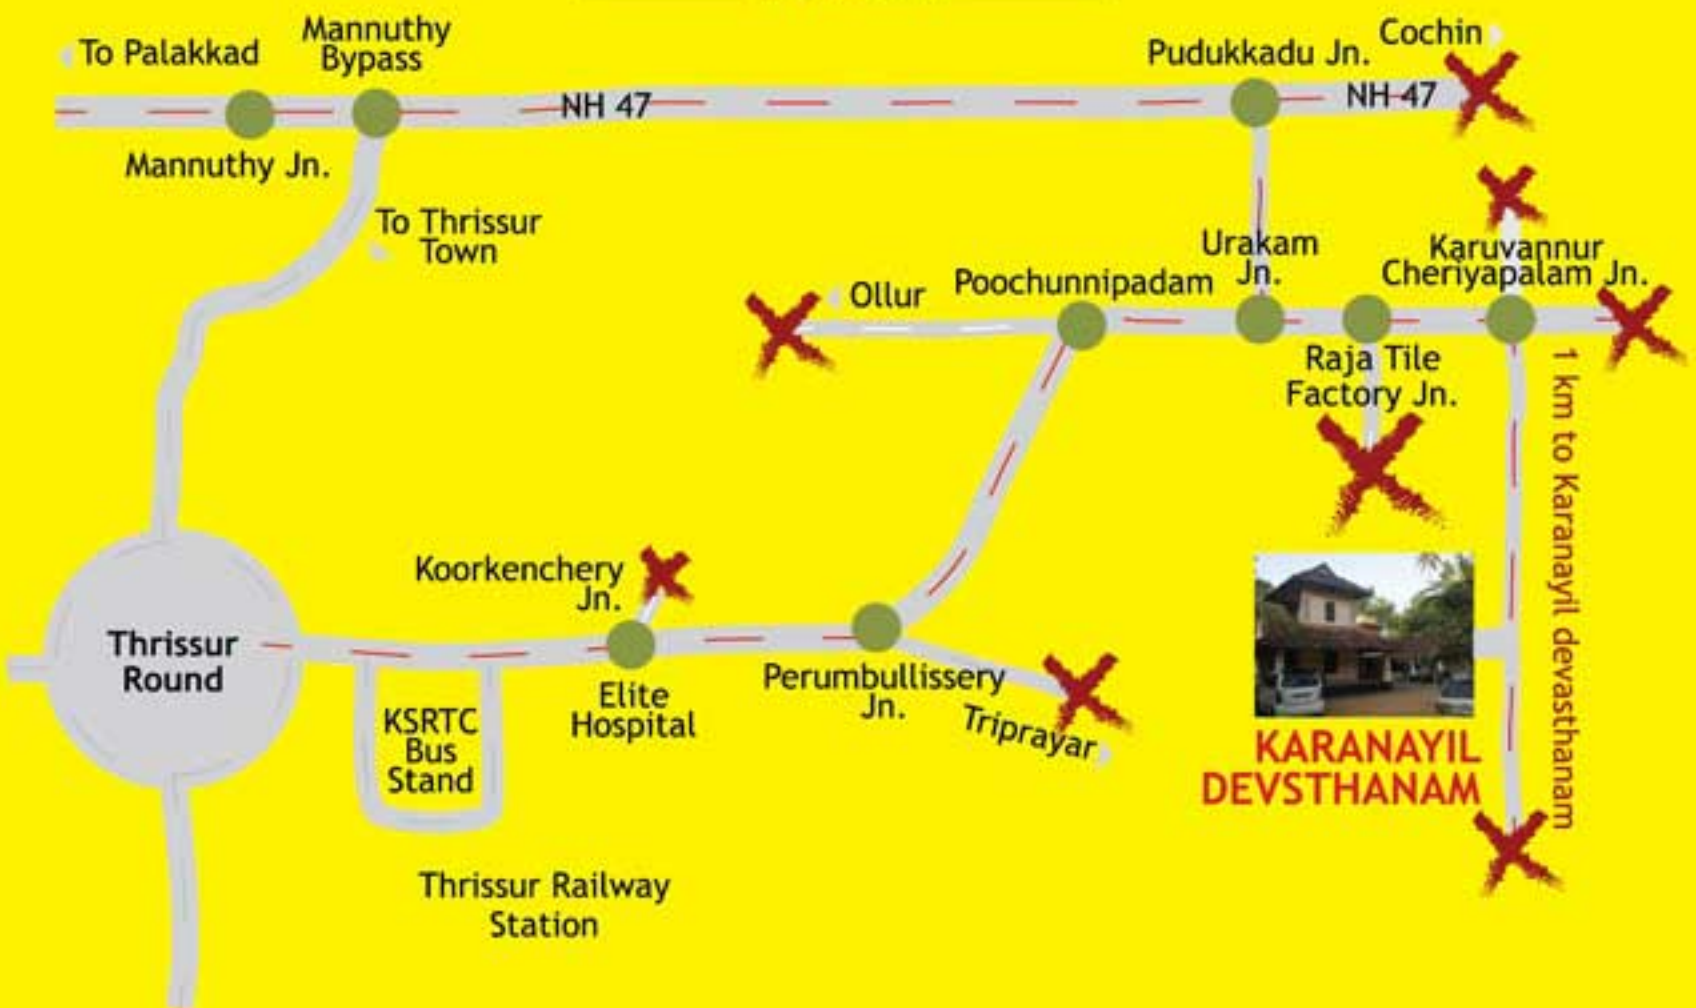 To Palakkad
Mannuthy
Bypass
NH 47
Pudukkadu Jn.
Cochin
NH 47
Mannuthy Jn.
To Thrissur
Town
Ollur
Poochunnipadam
Urakam
Jn.
Karuvannur
Cheriyapalam Jn.
Raja Tile
Factory Jn.
1 km to Karanayil devasthanam
Koorkenchery
Jn.
Thrissur
Round
KSRTC
Bus
Stand
Elite
Hospital
Perumbullissery
Jn.
Triprayar
KARANAYIL
DEVSTHANAM
Thrissur Railway
Station